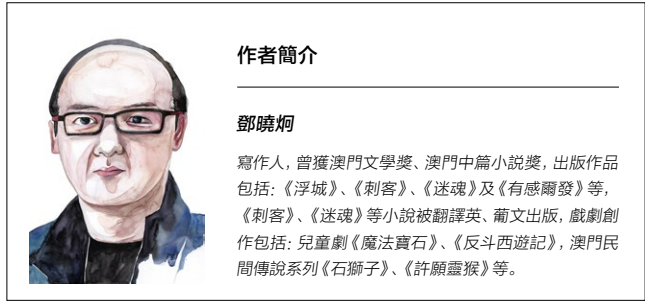 作者簡介
鄧曉炯
寫作人，曾獲澳門文學獎、澳門中篇小說獎，出版作品
包括：《浮城》、《刺客》、《迷魂》及《有感爾發》等，
《刺客》、《迷魂》等小說被翻譯英、葡文出版，戲劇創
作包括：兒童劇《魔法寶石》、《反斗西遊記》，澳門民
間傳說系列《石獅子》、《許願靈猴》等。